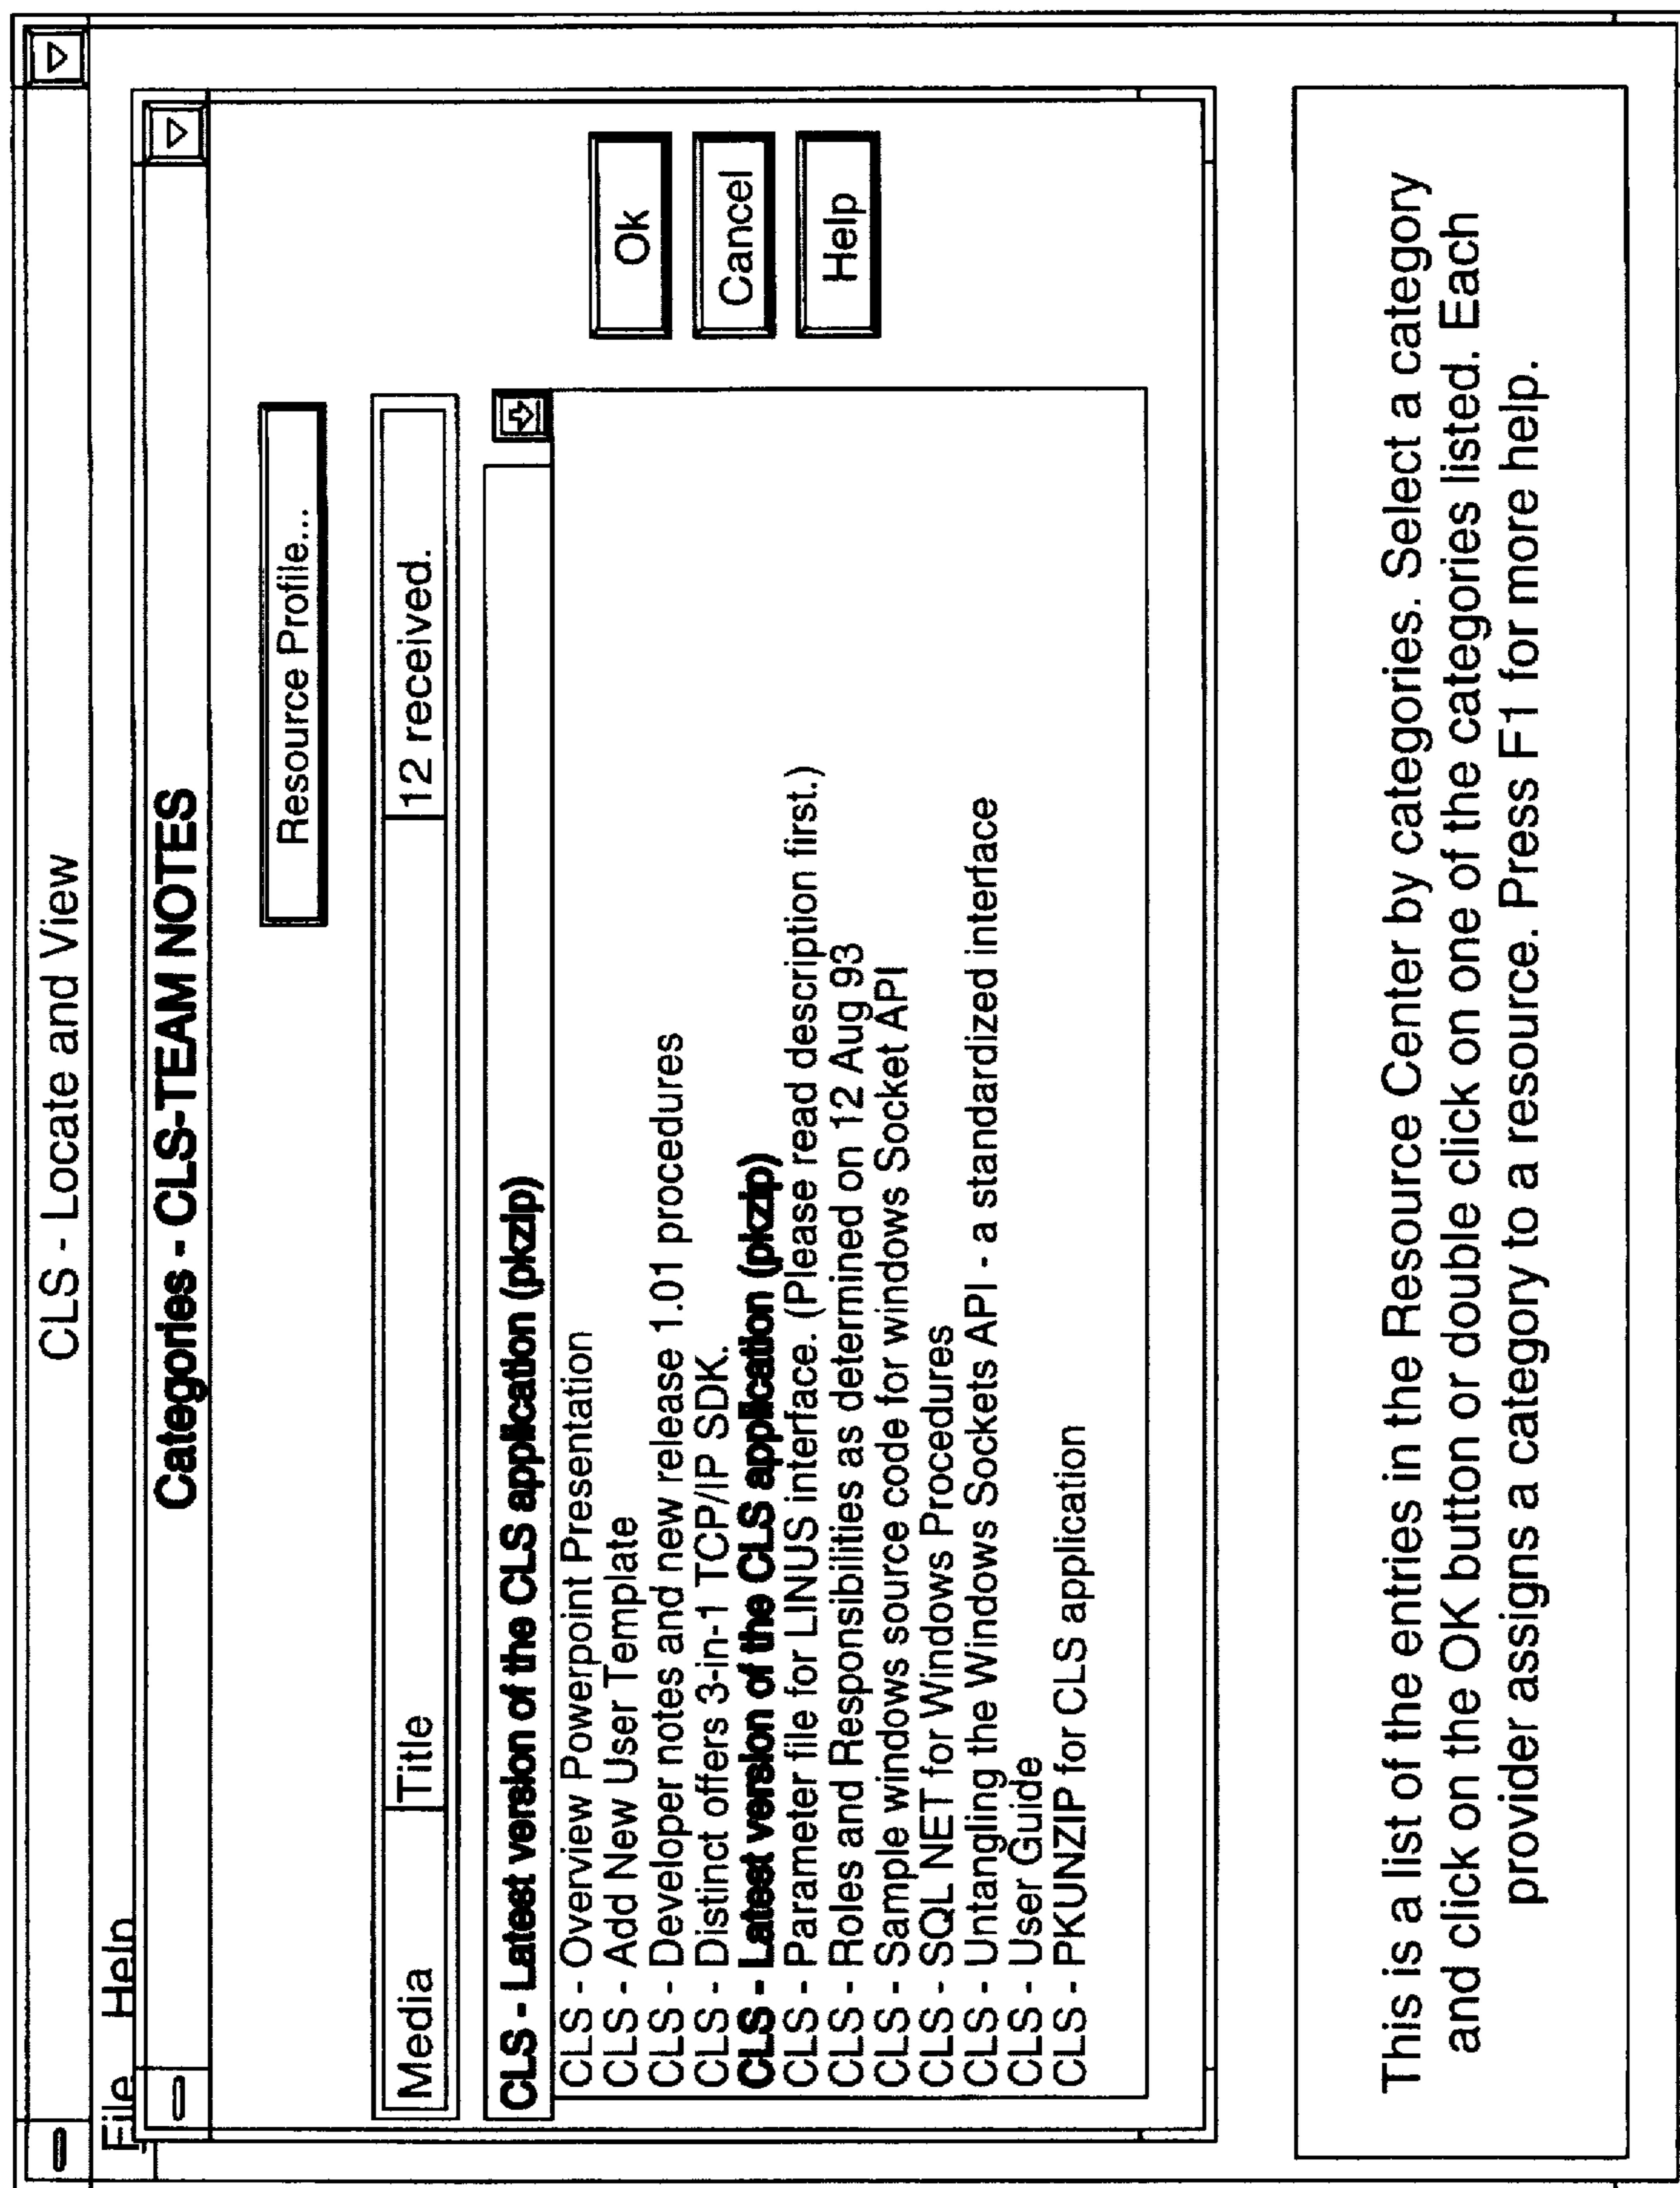 CLS - Locate and View
File Help
Categories - CLS-TEAM NOTES
Resource Profile...
Media Title 12 received.
CLS - Latest version of the CLS application (pkzip)
CLS - Overview Powerpoint Presentation
CLS - Add New User Template
CLS - Developer notes and new release 1.01 procedures
CLS - Distinct offers 3-in-1 TCP/IP SDK.
CLS - Latest version of the CLS application (pkzip)
CLS - Parameter file for LINUS interface. (Please read description first.)
CLS - Roles and Responsibilities as determined on 12 Aug 93
CLS - Sample windows source code for windows Socket API
CLS - SQL NET for Windows Procedures
CLS - Untangling the Windows Sockets API - a standardized interface
CLS - User Guide
CLS - PKUNZIP for CLS application
Ok
Cancel
Help
This is a list of the entries in the Resource Center by categories. Select a category
and click on the OK button or double click on one of the categories listed. Each
provider assigns a category to a resource. Press F1 for more help.